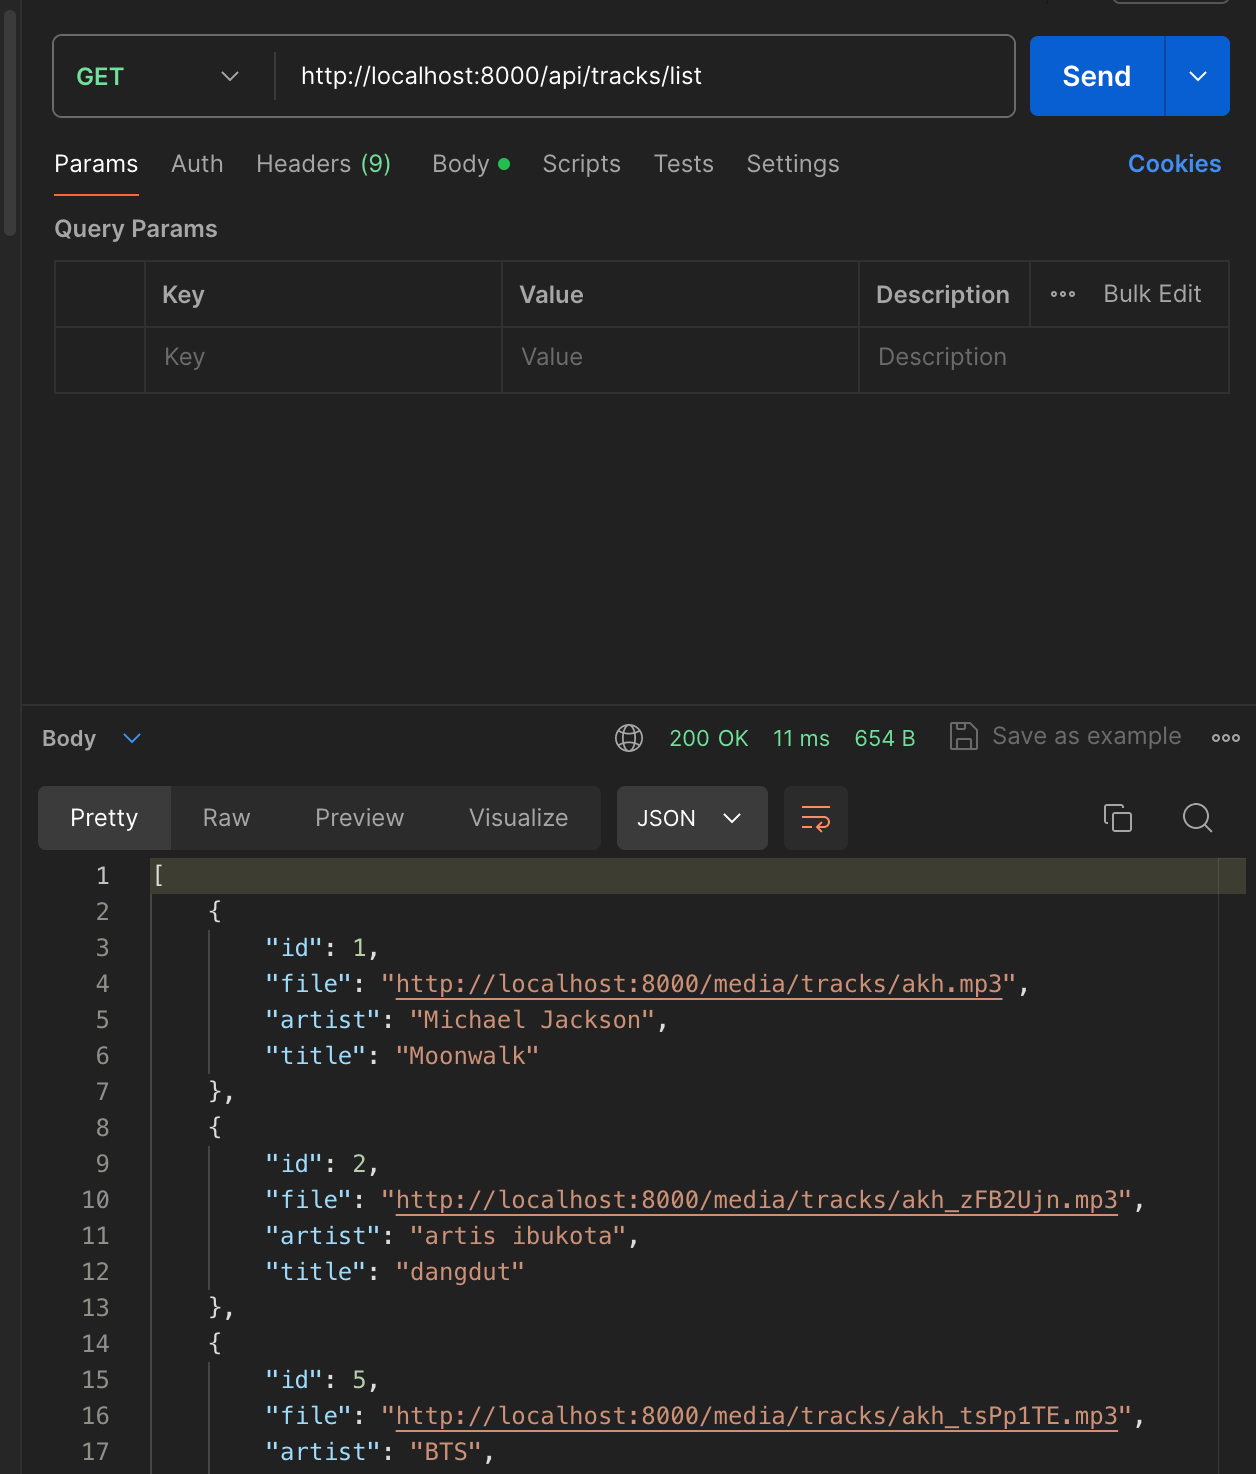 GET http://localhost:8000/api/tracks/list Send
Params Auth Headers (9) Body Scripts Tests Settings Cookies
Query Params
Key Value Description Bulk Edit
Key Value Description
Body 200 OK 11 ms 654 B Save as example
Pretty Raw Preview Visualize JSON
1 [
2 {
3 "id": 1,
4 "file": "http://localhost:8000/media/tracks/akh.mp3",
5 "artist": "Michael Jackson",
6 "title": "Moonwalk"
7 },
8 {
9 "id": 2,
10 "file": "http://localhost:8000/media/tracks/akh_zFB2Ujn.mp3",
11 "artist": "artis ibukota",
12 "title": "dangdut"
13 },
14 {
15 "id": 5,
16 "file": "http://localhost:8000/media/tracks/akh_tsPp1TE.mp3",
17 "artist": "BTS",